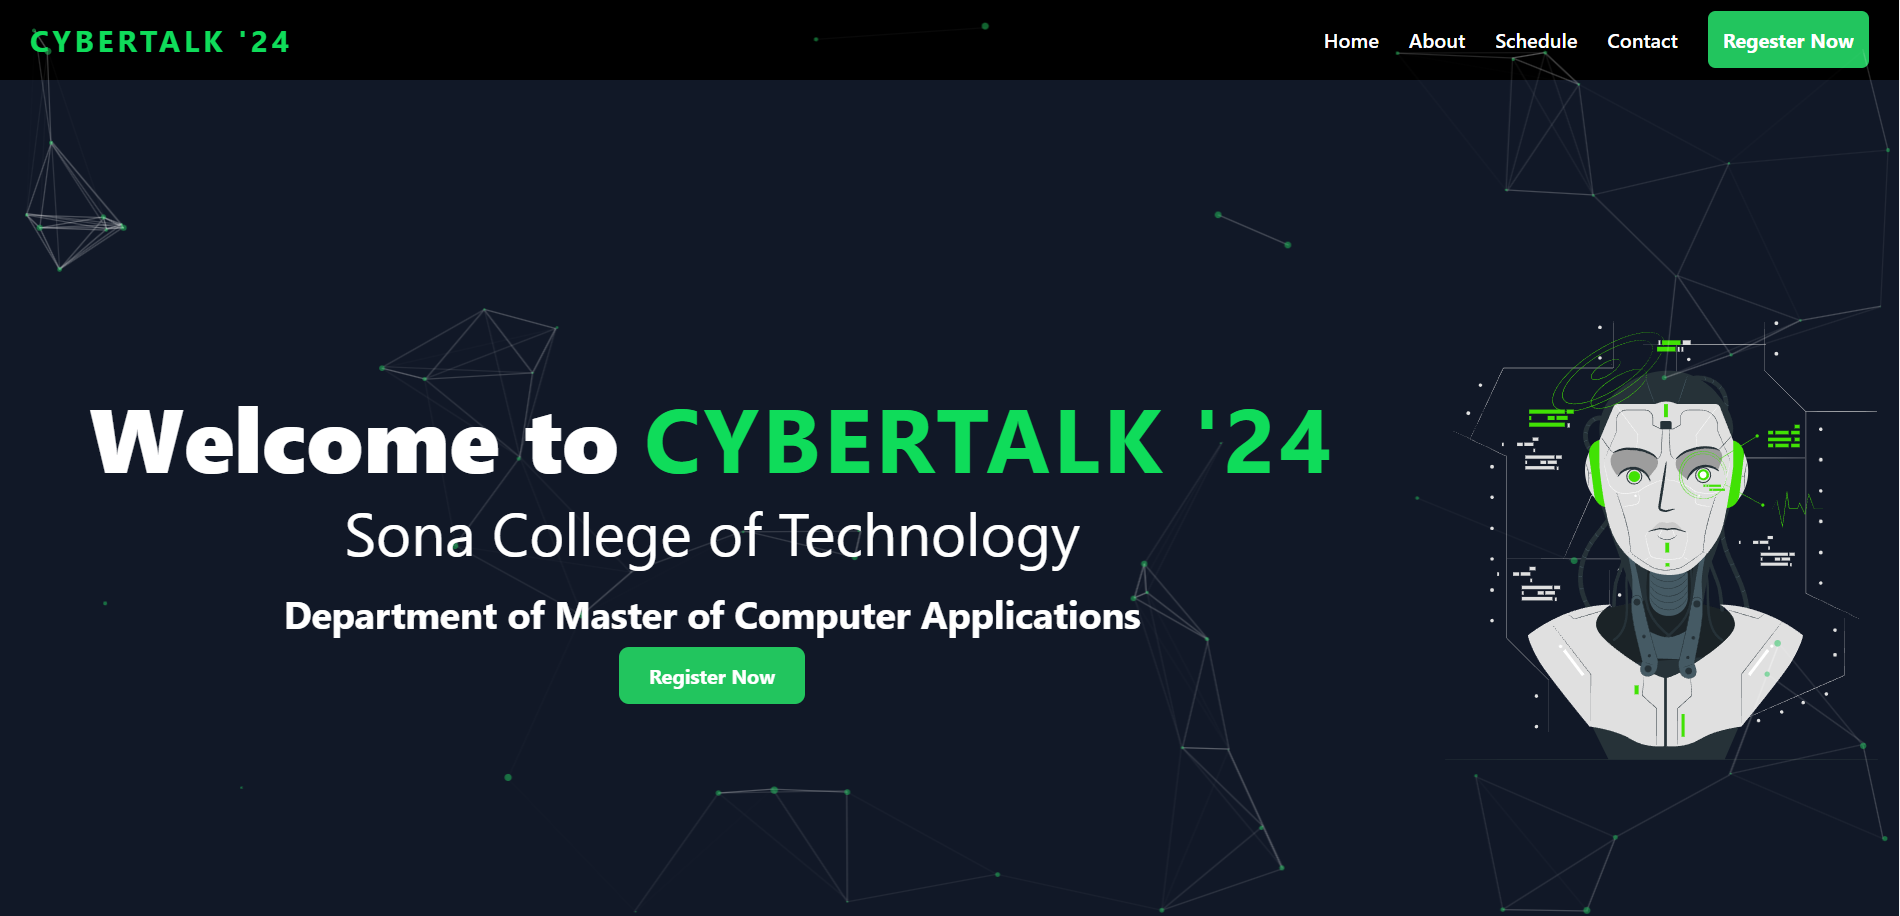 CYBERTALK '24
Home
About
Schedule
Contact
Regester Now
Welcome to CYBERTALK '24
Sona College of Technology
Department of Master of Computer Applications
Register Now